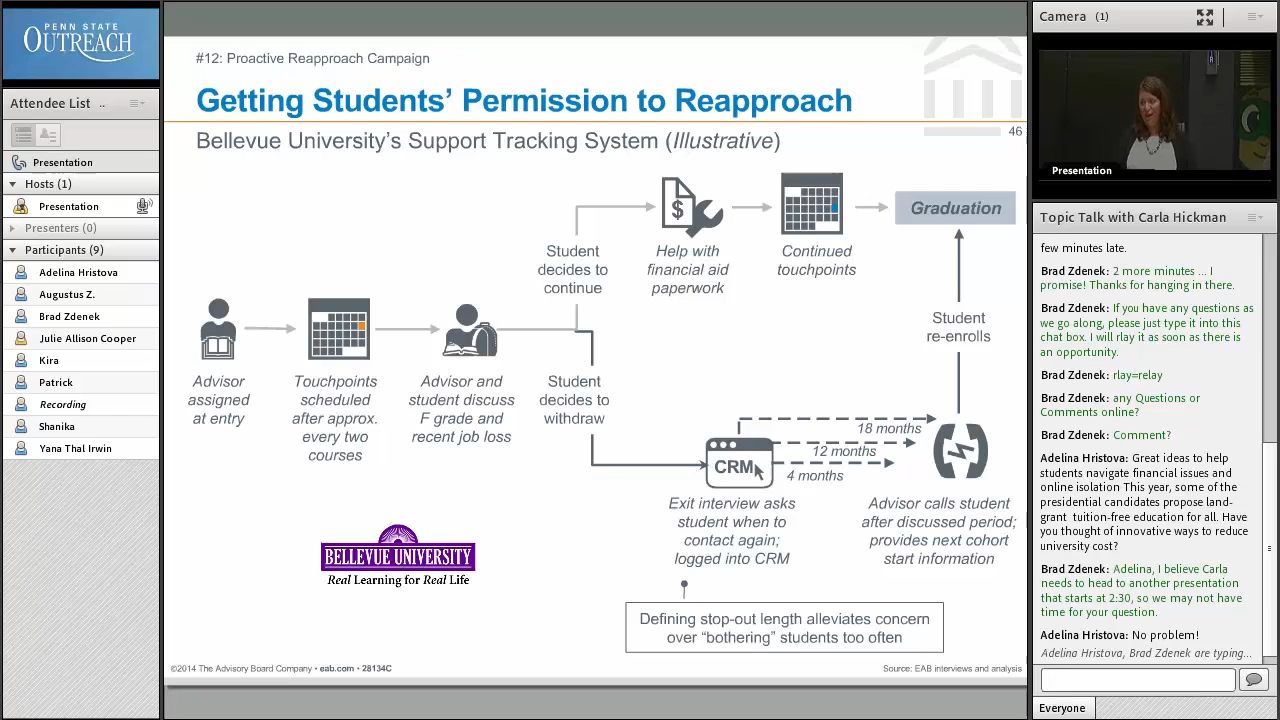 PENN STATE
OUTREACH
Attendee List ..
Presentation
Hosts (1)
Presentation
Presenters (0)
Participants (9)
Adelina Hristova
Augustus Z.
Brad Zdenek
Julie Allison Cooper
Kira
Patrick
Recording
Shanika
Yana Thal Irwin
#12: Proactive Reapproach Campaign
Getting Students’ Permission to Reapproach
46
Bellevue University’s Support Tracking System (Illustrative)
$
Graduation
Student
decides to
continue
Help with
financial aid
paperwork
Continued
touchpoints
Student
re-enrolls
Advisor
assigned
at entry
Touchpoints
scheduled
after approx.
every two
courses
Advisor and
student discuss
F grade and
recent job loss
Student
decides to
withdraw
18 months
12 months
4 months
CRM
Exit interview asks
student when to
contact again;
logged into CRM
Advisor calls student
after discussed period;
provides next cohort
start information
BELLEVUE UNIVERSITY
Real Learning for Real Life
Defining stop-out length alleviates concern
over “bothering” students too often
©2014 The Advisory Board Company • eab.com • 28134C
Source: EAB interviews and analysis
Camera (1)
Presentation
Topic Talk with Carla Hickman
few minutes late.
Brad Zdenek: 2 more minutes ... I
promise! Thanks for hanging in there.
Brad Zdenek: If you have any questions as
we go along, please just type it into this
chat box. I will rlay it as soon as there is
an opportunity.
Brad Zdenek: rlay=relay
Brad Zdenek: any Questions or
Comments online?
Brad Zdenek: Comment?
Adelina Hristova: Great ideas to help
students navigate financial issues and
online isolation This year, some of the
presidential candidates propose land-
grant tuition-free education for all. Have
you thought of innovative ways to reduce
university cost?
Brad Zdenek: Adelina, I believe Carla
needs to head to another presentation
that starts at 2:30, so we may not have
time for your question.
Adelina Hristova: No problem!
Adelina Hristova, Brad Zdenek are typing...
Everyone